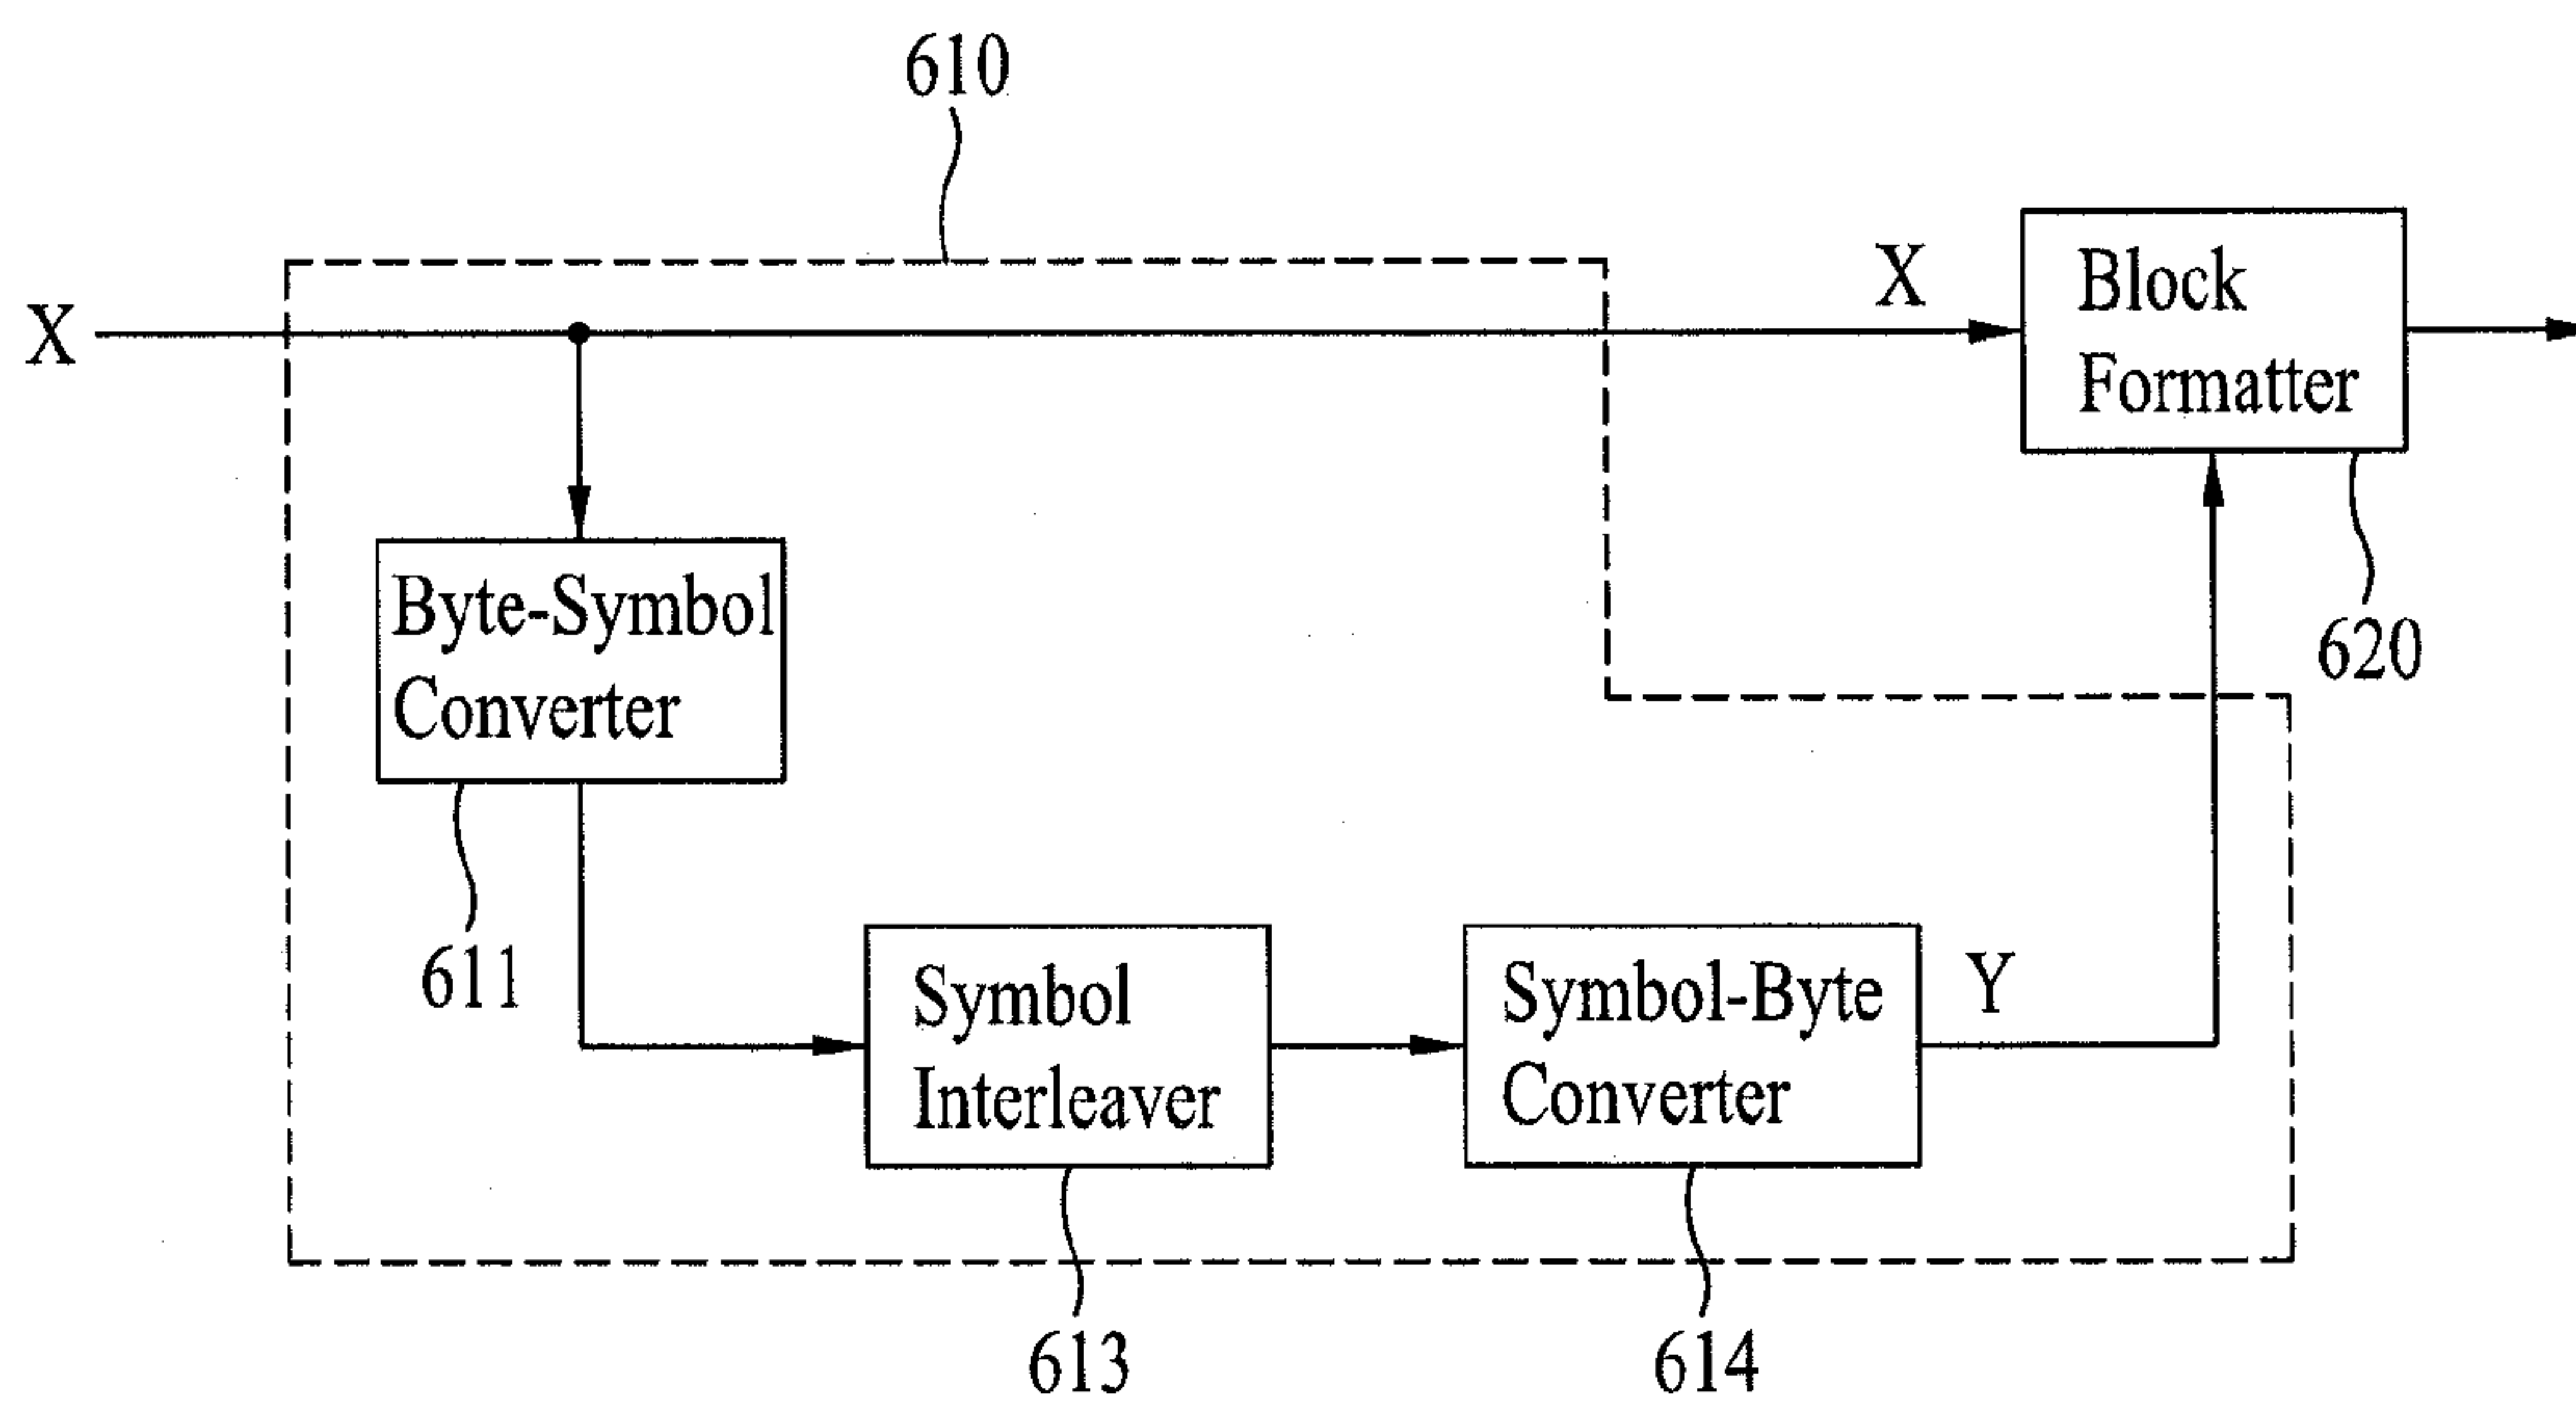 610
X
X
Block
Formatter
620
Byte-Symbol
Converter
611
Symbol
Interleaver
613
Symbol-Byte
Converter
614
Y